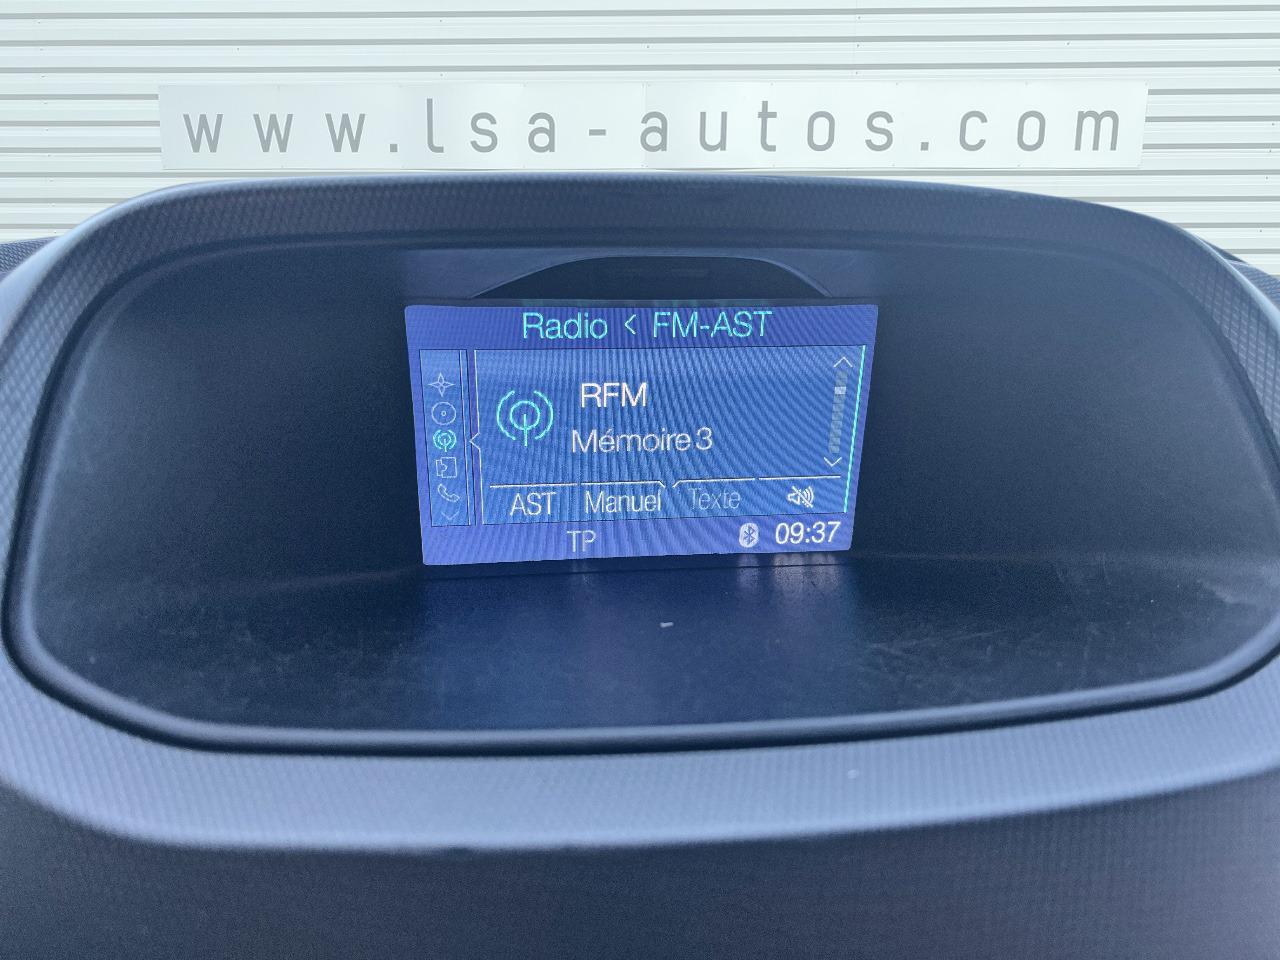 www.lsa-autos.com
Radio < FM-AST
RFM
Mémoire 3
AST Manuel Texte
TP 09:37